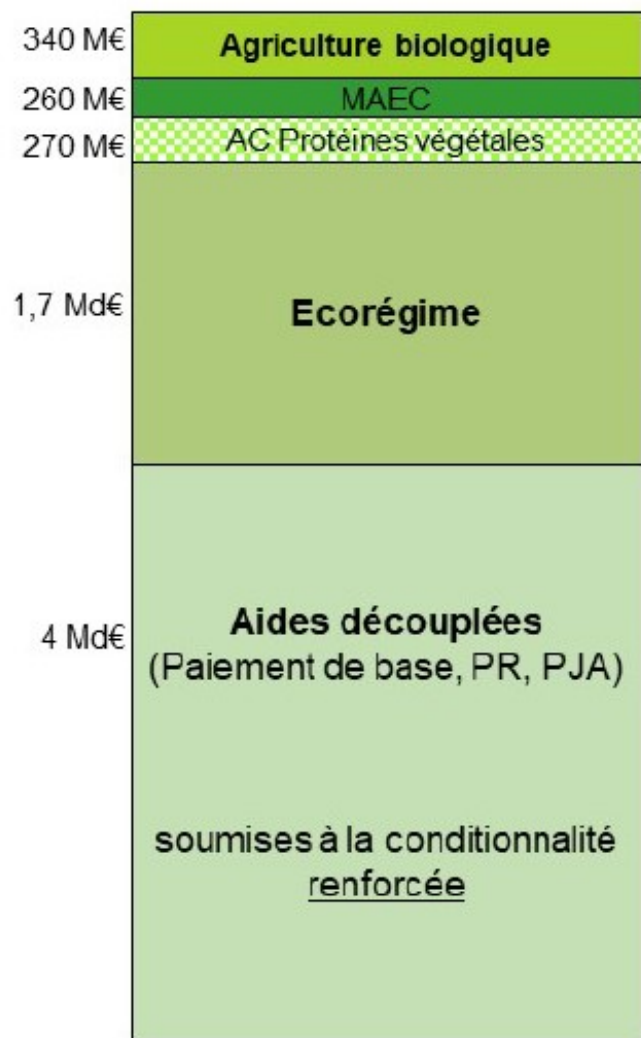 340 M€ Agriculture biologique
260 M€ MAEC
270 M€ AC Protéines végétales
1,7 Md€ Ecorégime
4 Md€ Aides découplées
(Paiement de base, PR, PJA)
soumises à la conditionnalité
renforcée